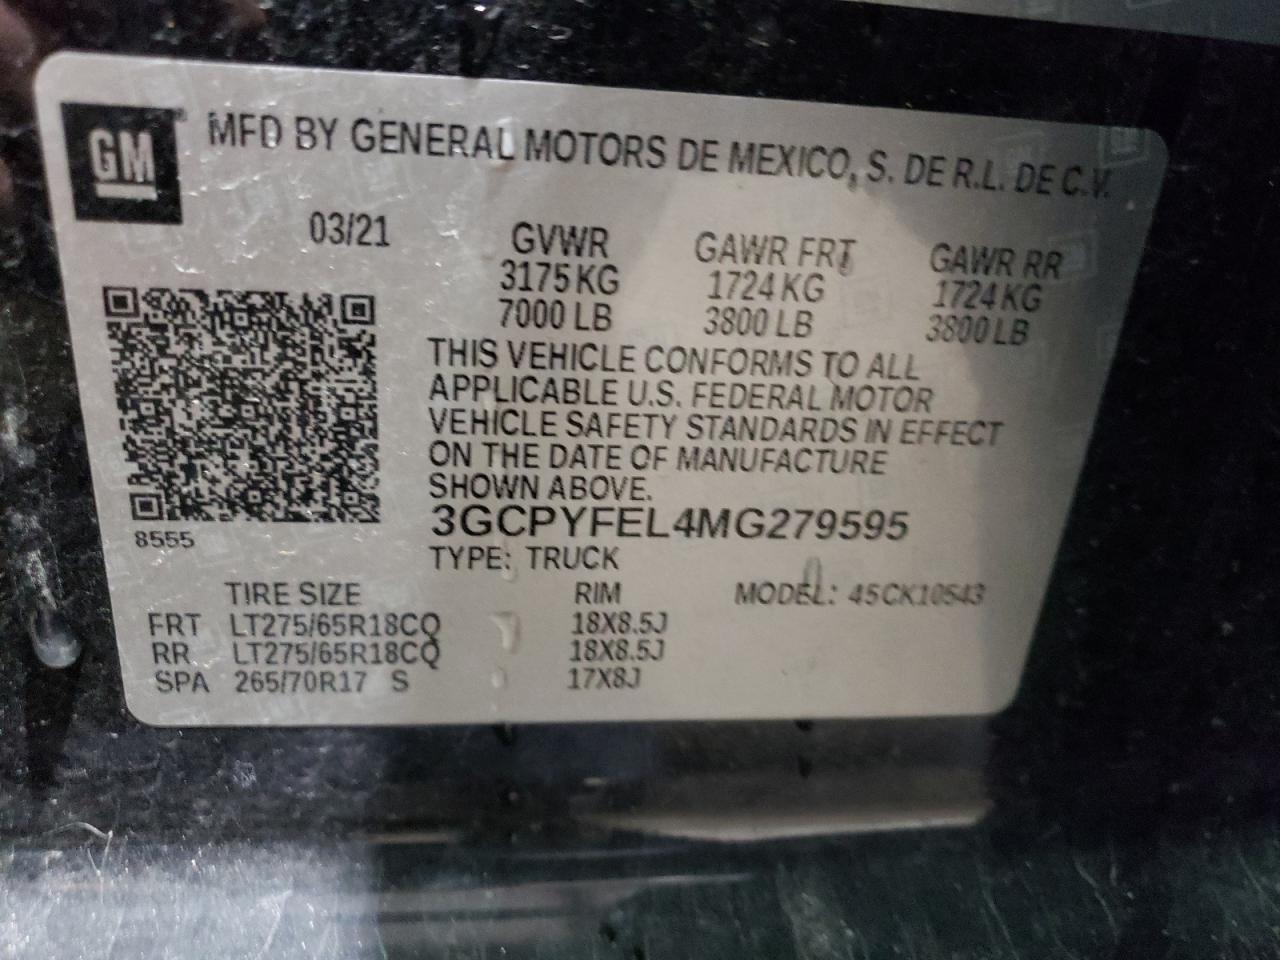 GM
MFD BY GENERAL MOTORS DE MEXICO, S. DE R.L. DE C.V.
03/21 GVWR GAWR FRT GAWR RR
3175 KG 1724 KG 1724 KG
7000 LB 3800 LB 3800 LB
THIS VEHICLE CONFORMS TO ALL
APPLICABLE U.S. FEDERAL MOTOR
VEHICLE SAFETY STANDARDS IN EFFECT
ON THE DATE OF MANUFACTURE
SHOWN ABOVE.
3GCPYFEL4MG279595
8555
TYPE: TRUCK
TIRE SIZE RIM MODEL: 45CK10543
FRT LT275/65R18CQ 18X8.5J
RR LT275/65R18CQ 18X8.5J
SPA 265/70R17 S 17X8J